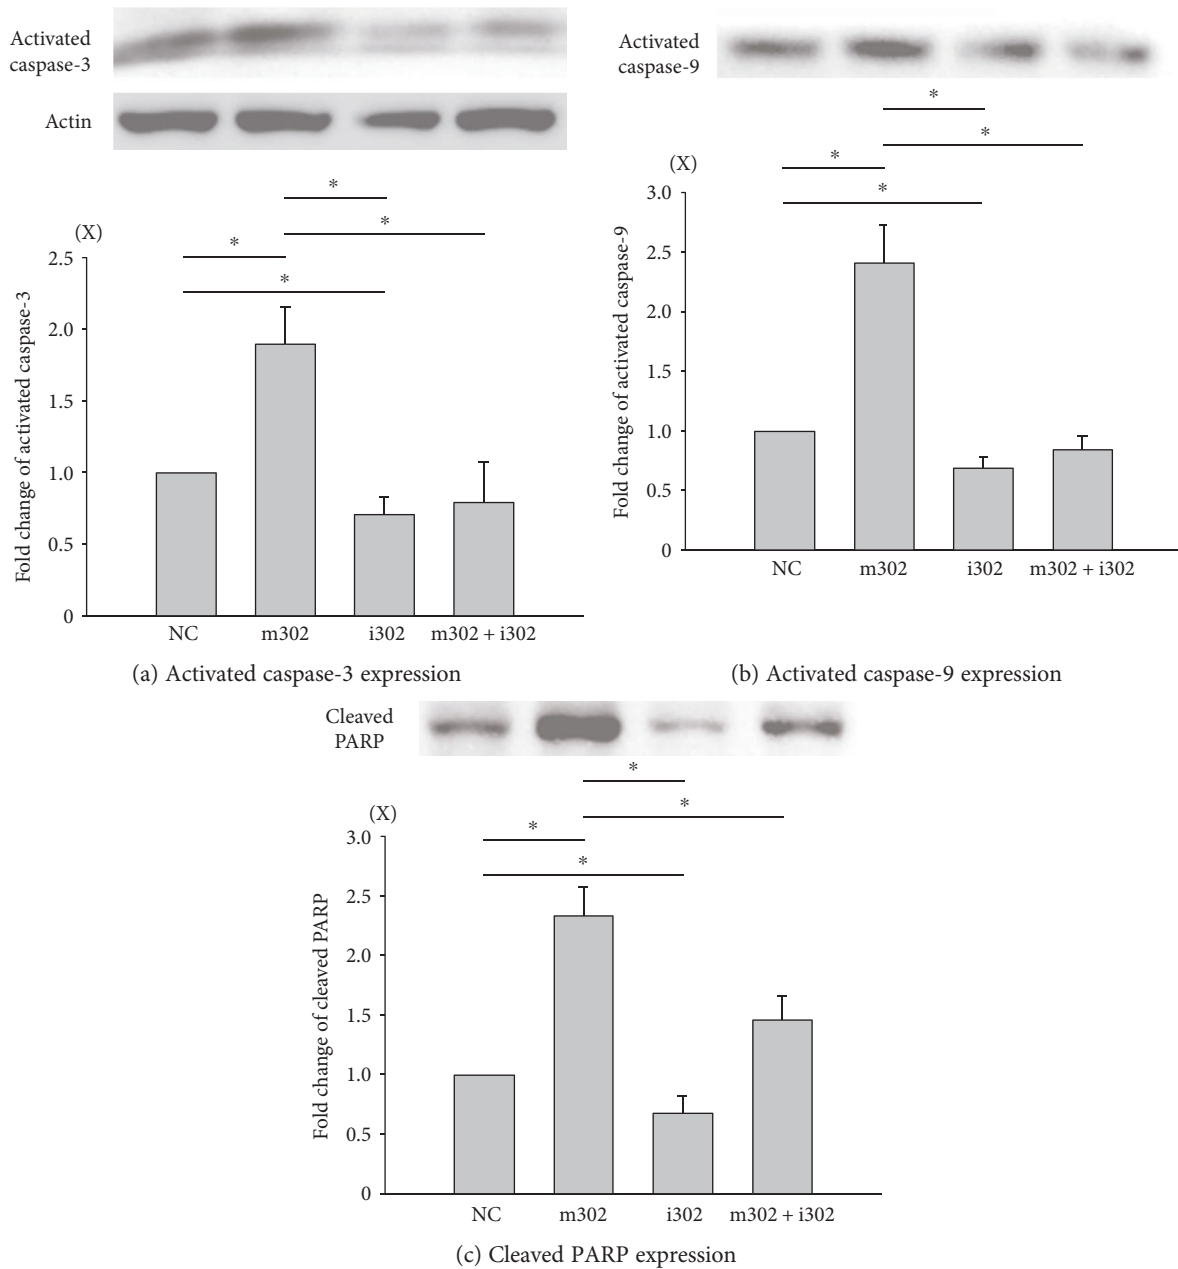 Activated
caspase-3
Actin
*
*
(X)
*
*
2.5
2.0
1.5
1.0
0.5
0
Fold change of activated caspase-3
NC m302 i302 m302 + i302
(a) Activated caspase-3 expression
Activated
caspase-9
*
*
(X)
*
*
3.0
2.5
2.0
1.5
1.0
0.5
0
Fold change of activated caspase-9
NC m302 i302 m302 + i302
(b) Activated caspase-9 expression
Cleaved
PARP
*
*
(X)
*
*
3.0
2.5
2.0
1.5
1.0
0.5
0
Fold change of cleaved PARP
NC m302 i302 m302 + i302
(c) Cleaved PARP expression